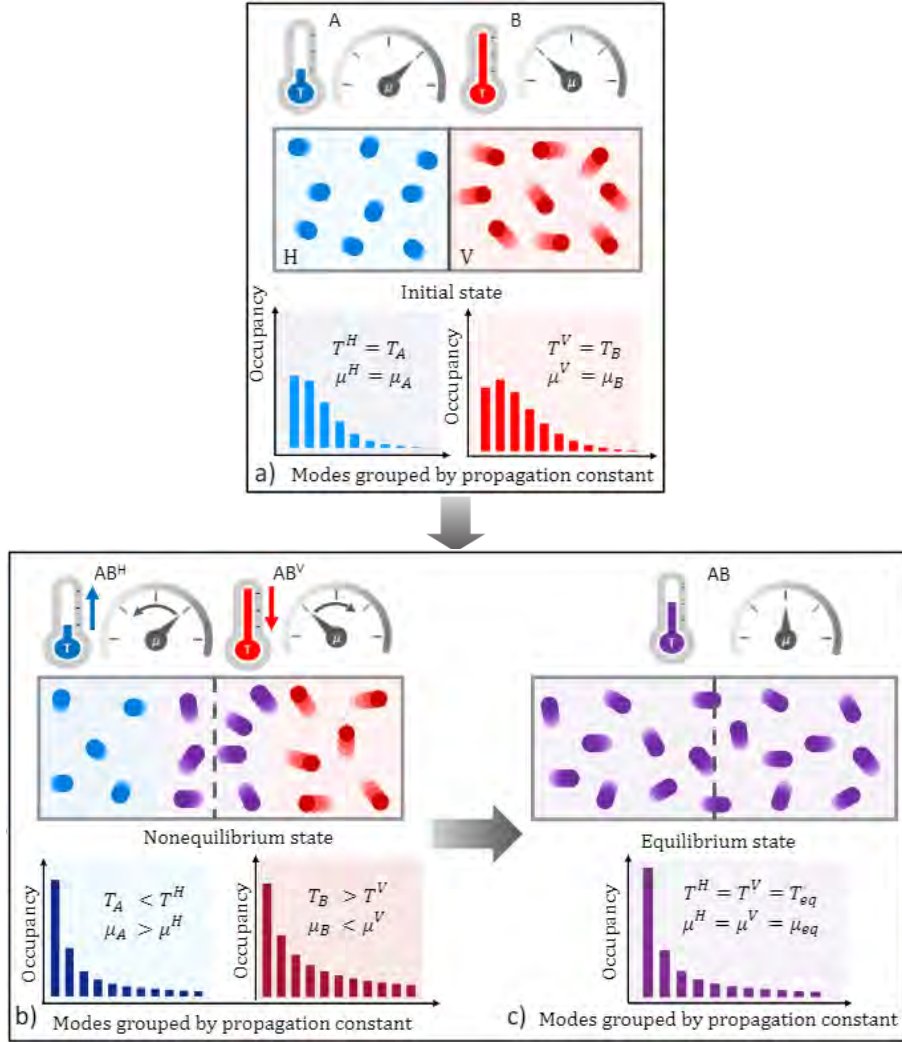 A
B
T
μ
T
μ
H
V
Initial state
Occupancy
T^H = T_A
μ^H = μ_A
Occupancy
T^V = T_B
μ^V = μ_B
a) Modes grouped by propagation constant
AB^H
AB^V
T
μ
T
μ
Nonequilibrium state
Occupancy
T_A < T^H
μ_A > μ^H
Occupancy
T_B > T^V
μ_B < μ^V
b) Modes grouped by propagation constant
AB
T
μ
Equilibrium state
Occupancy
T^H = T^V = T_eq
μ^H = μ^V = μ_eq
c) Modes grouped by propagation constant